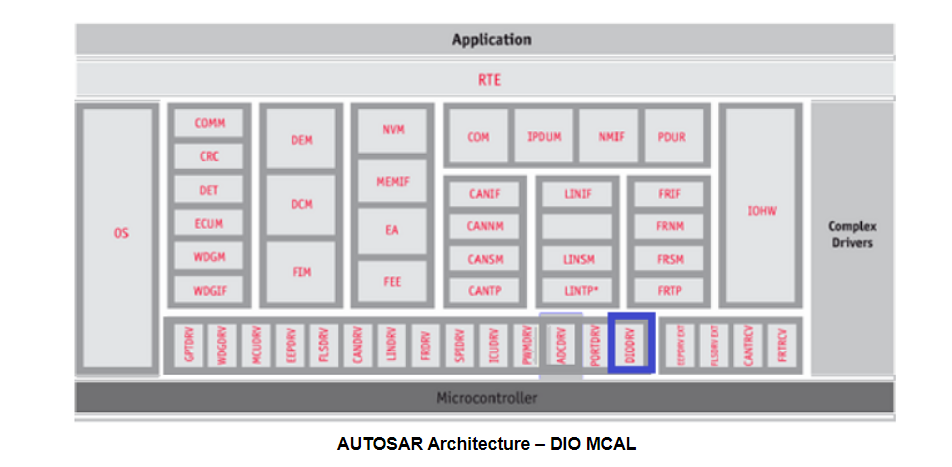 Application
RTE
OS
COMM
CRC
DET
ECUM
WDGM
WDGIF
DEM
DCM
FIM
NVM
MEMIF
EA
FEE
COM
IPDUM
NMIF
PDUR
CANIF
CANNM
CANSM
CANTP
LINIF
LINSM
LINTP*
FRIF
FRNM
FRSM
FRTP
IOHW
Complex
Drivers
GPTDRV
WDGDRV
MCUDRV
EEPDRV
FLSDRV
CANDRV
LINDRV
FRDRV
SPIDRV
ICUDRV
PWMDRV
ADCDRV
PORTDRV
DIODRV
EEPDRV EXT
FLSDRV EXT
CANTRCV
FRTRCV
Microcontroller
AUTOSAR Architecture – DIO MCAL